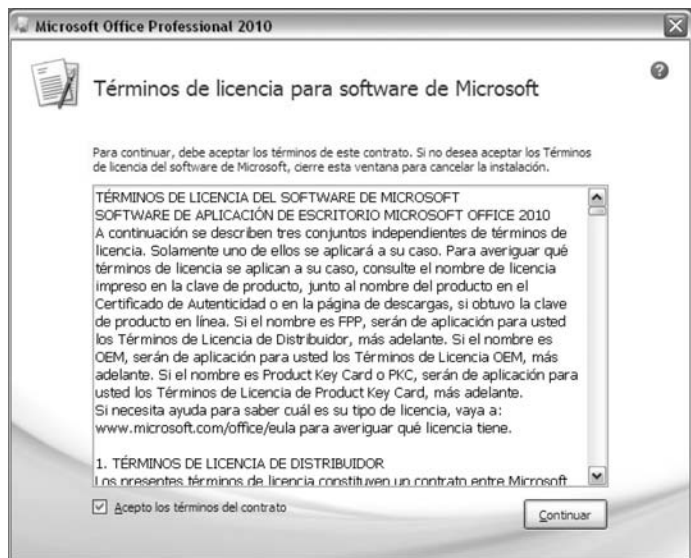 Microsoft Office Professional 2010
Términos de licencia para software de Microsoft
Para continuar, debe aceptar los términos de este contrato. Si no desea aceptar los Términos
de licencia del software de Microsoft, cierre esta ventana para cancelar la instalación.
TÉRMINOS DE LICENCIA DEL SOFTWARE DE MICROSOFT
SOFTWARE DE APLICACIÓN DE ESCRITORIO MICROSOFT OFFICE 2010
A continuación se describen tres conjuntos independientes de términos de
licencia. Solamente uno de ellos se aplicará a su caso. Para averiguar qué
términos de licencia se aplican a su caso, consulte el nombre de licencia
impreso en la clave de producto, junto al nombre del producto en el
Certificado de Autenticidad o en la página de descargas, si obtuvo la clave
de producto en línea. Si el nombre es FPP, serán de aplicación para usted
los Términos de Licencia de Distribuidor, más adelante. Si el nombre es
OEM, serán de aplicación para usted los Términos de Licencia OEM, más
adelante. Si el nombre es Product Key Card o PKC, serán de aplicación para
usted los Términos de Licencia de Product Key Card, más adelante.
Si necesita ayuda para saber cuál es su tipo de licencia, vaya a:
www.microsoft.com/office/eula para averiguar qué licencia tiene.
1. TÉRMINOS DE LICENCIA DE DISTRIBUIDOR
Los presentes términos de licencia constituyen un contrato entre Microsoft
Acepto los términos del contrato
Continuar